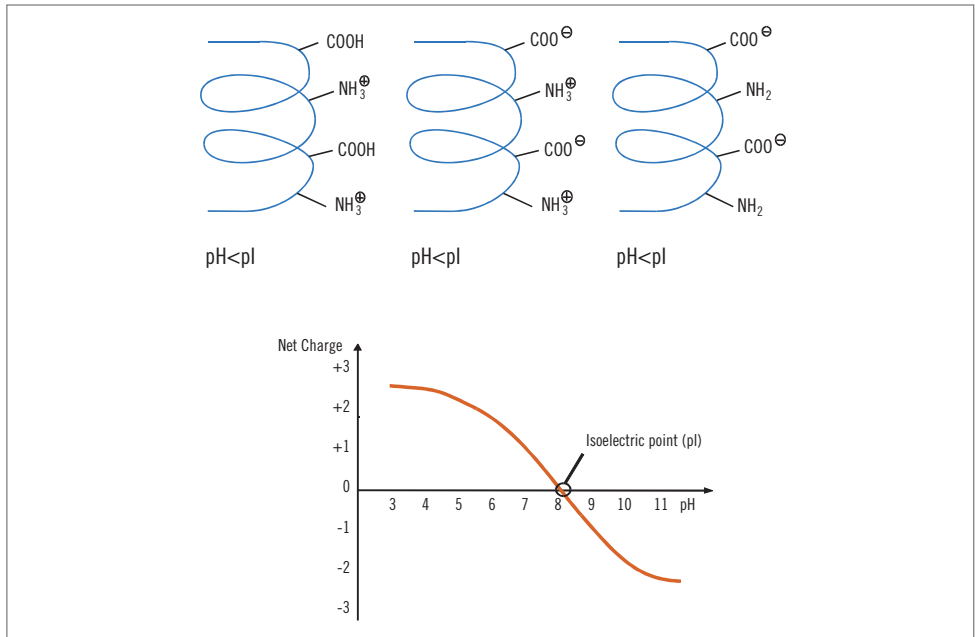 COOH
NH₃⊕
COOH
NH₃⊕
pH<pI
COO⊖
NH₃⊕
COO⊖
NH₃⊕
pH<pI
COO⊖
NH₂
COO⊖
NH₂
pH<pI
Net Charge
+3
+2
+1
0
-1
-2
-3
Isoelectric point (pI)
3 4 5 6 7 8 9 10 11 pH